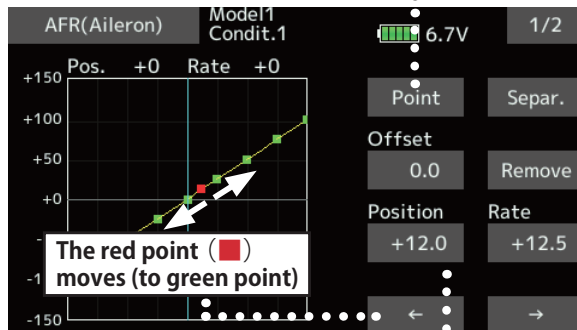 AFR(Aileron)
Model1
Condit.1
6.7V
1/2
Pos. +0 Rate +0
+150
+100
+50
+0
-
-1
-150
Point
Separ.
Offset
0.0
Remove
Position
Rate
+12.0
+12.5
←
→
The red point (■)
moves (to green point)